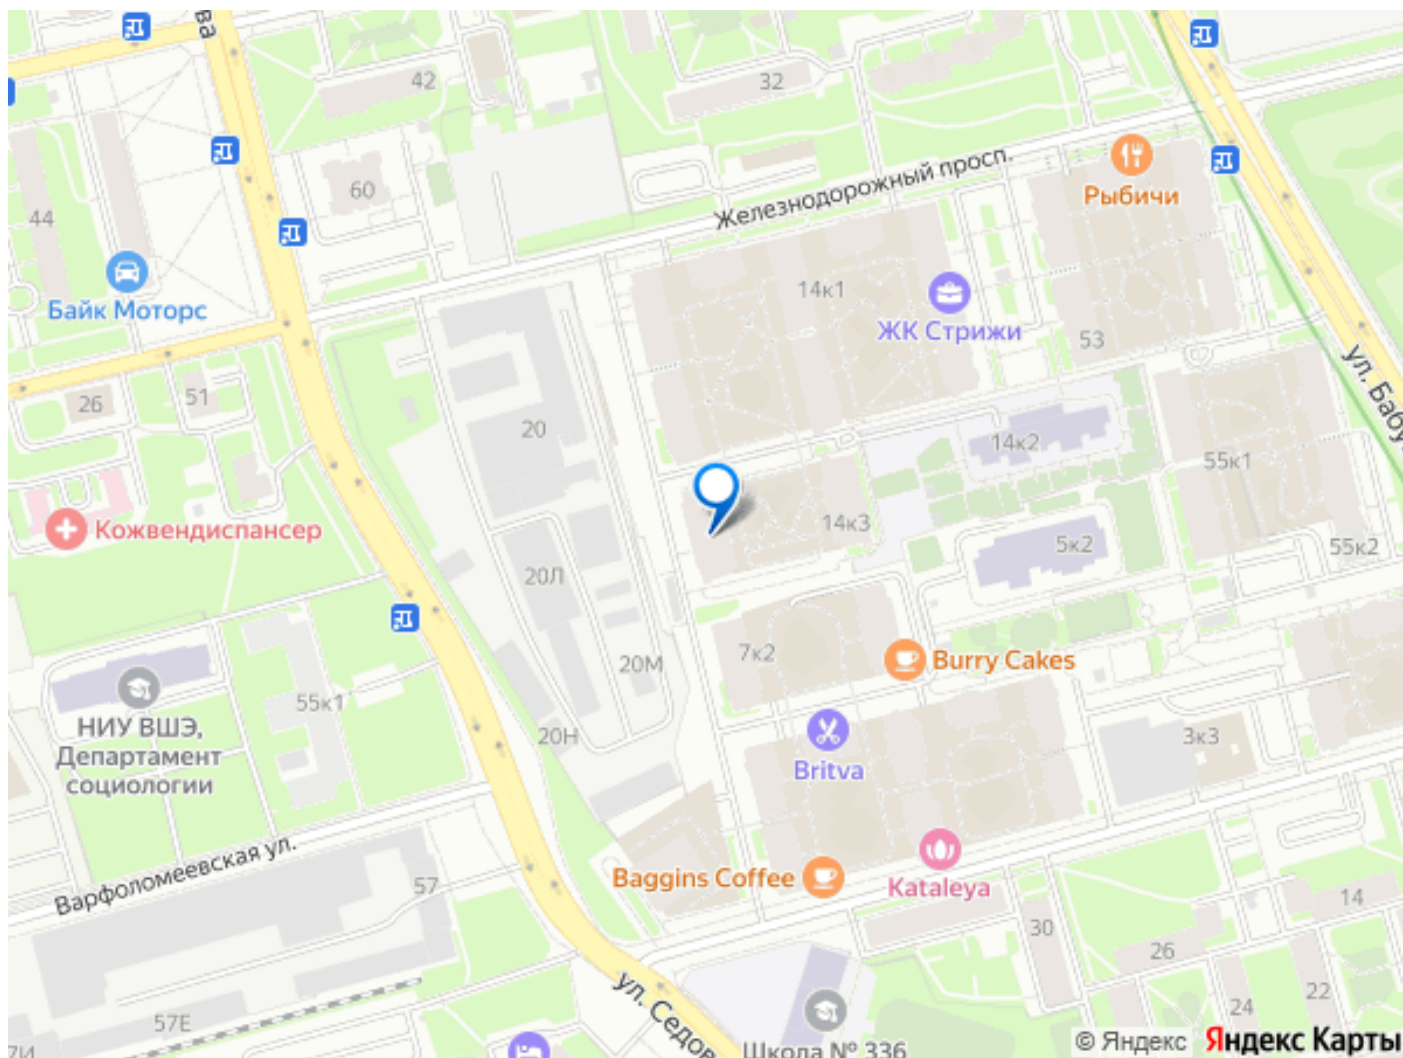 ва
42
32
60
44
Байк Моторс
Железнодорожный просп.
Рыбичи
14к1
ЖК Стрижи
53
ул. Бабу
26
51
20
14к2
55к1
Кожвендиспансер
14к3
5к2
55к2
20Л
7к2
Burry Cakes
20М
55к1
20Н
НИУ ВШЭ,
Департамент
социологии
Britva
3к3
Варфоломеевская ул.
57
Baggins Coffee
Kataleya
30
14
26
24
22
57Е
7И
ул. Седов
Школа № 336
© Яндекс Яндекс Карты